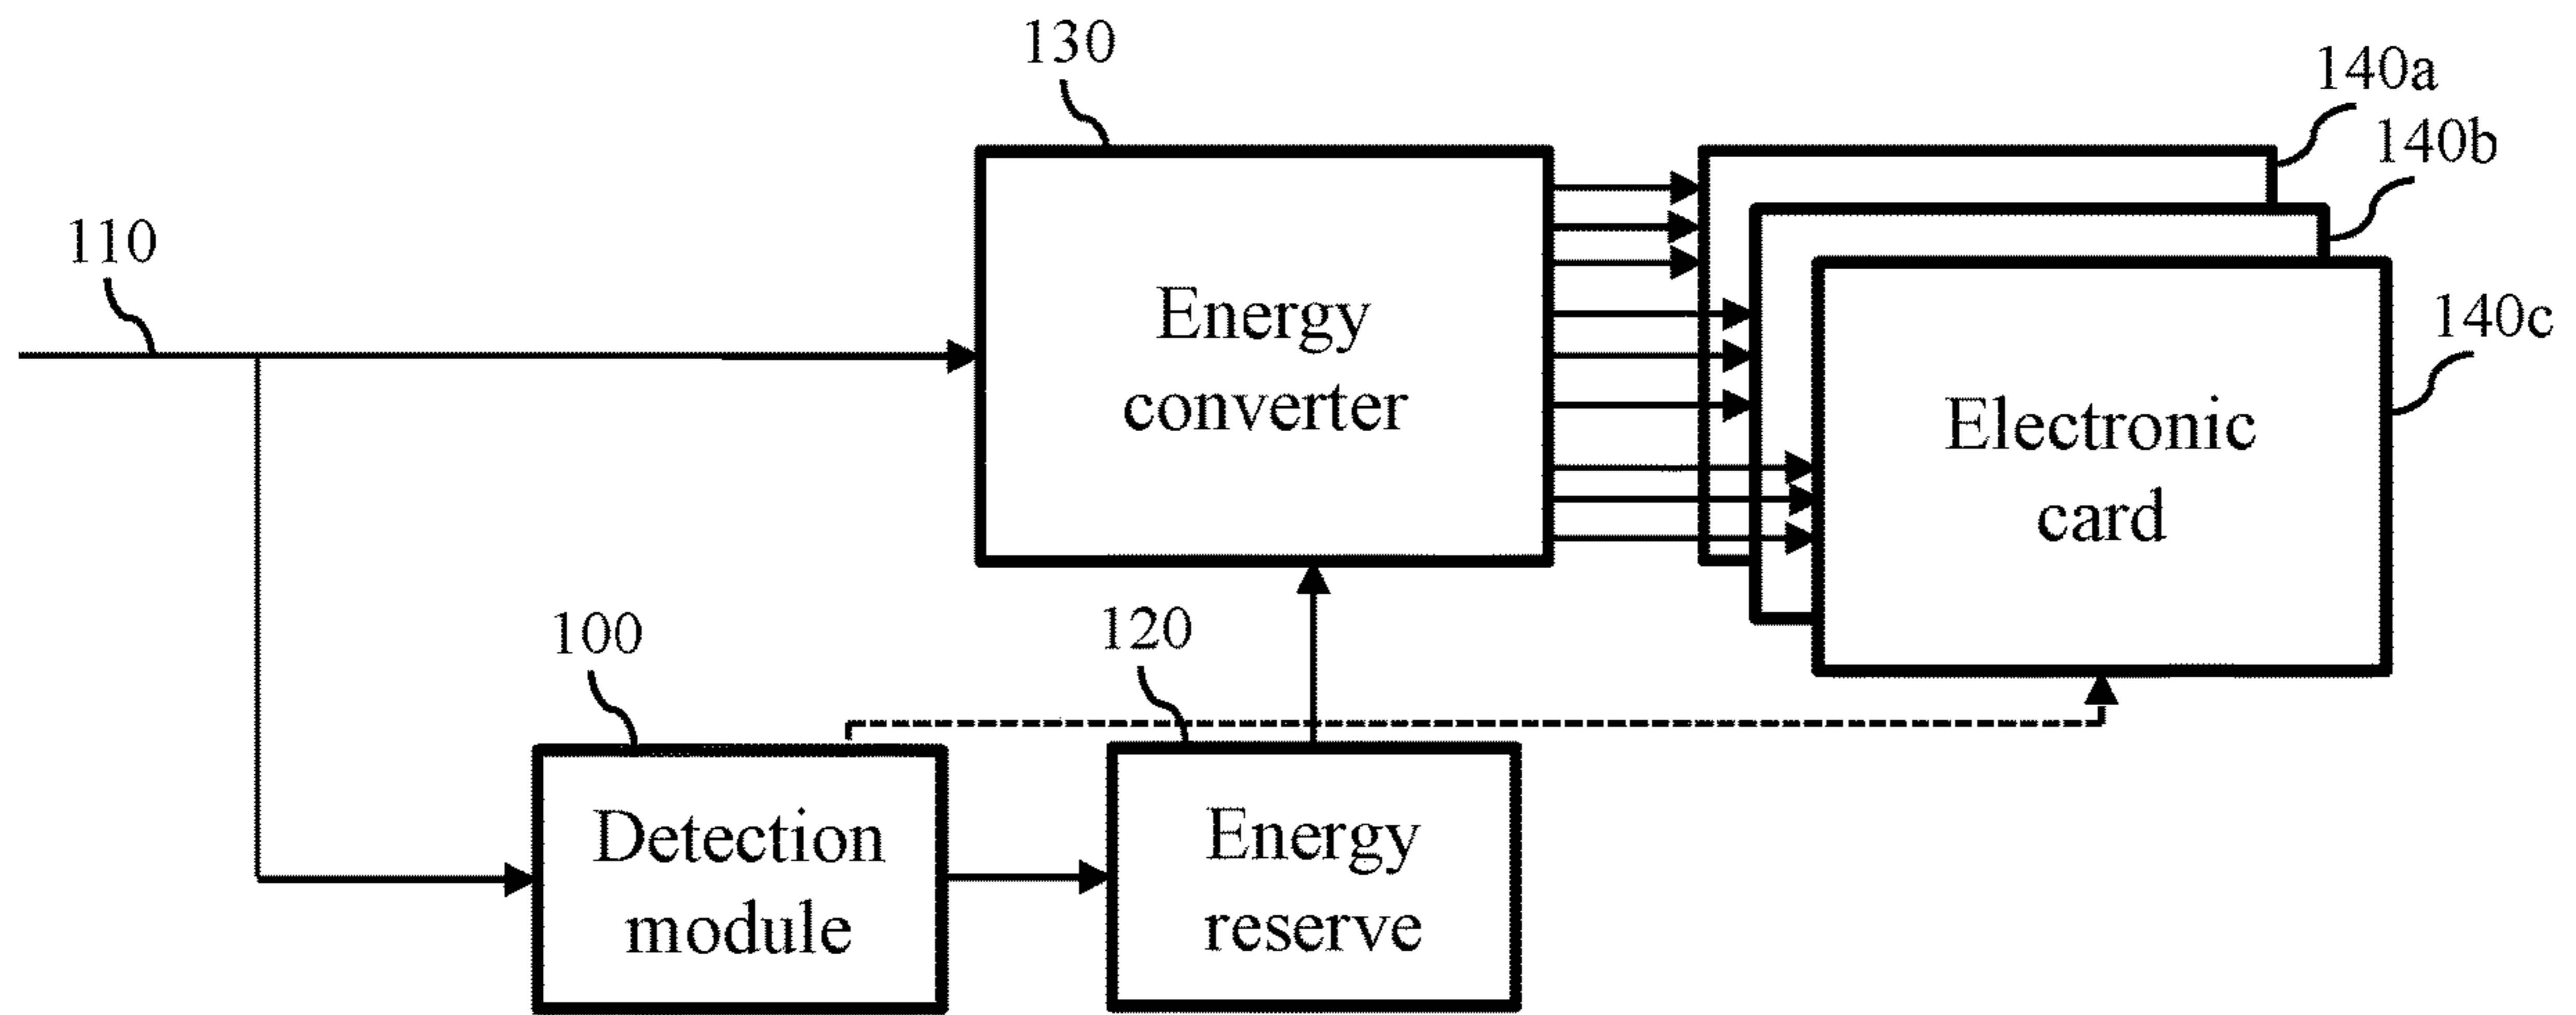 130
140a
140b
110
140c
Energy
converter
Electronic
card
100
120
Detection
module
Energy
reserve